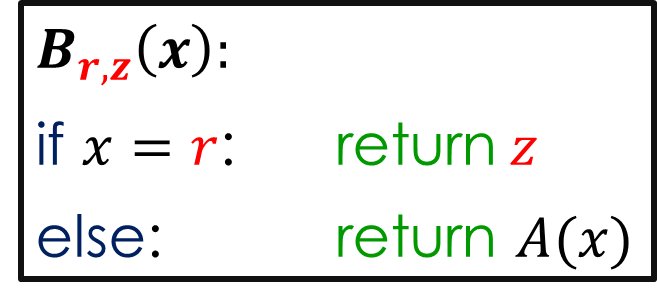 B_{r,z}(x):
if x = r: return z
else: return A(x)